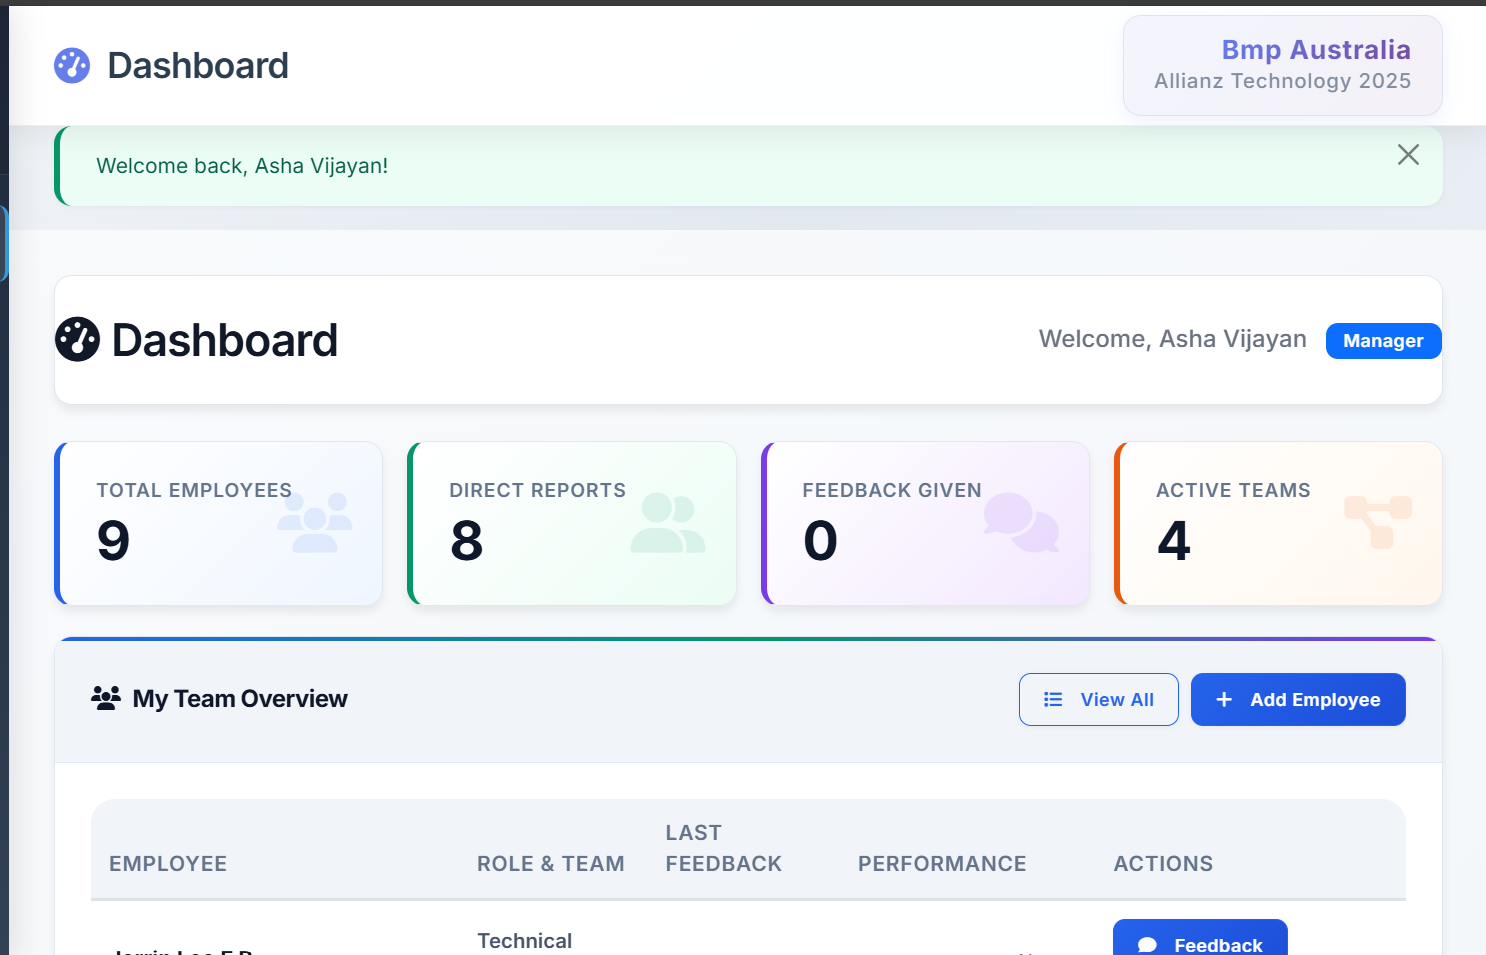 Dashboard
Bmp Australia
Allianz Technology 2025
Welcome back, Asha Vijayan!
Dashboard
Welcome, Asha Vijayan
Manager
TOTAL EMPLOYEES
9
DIRECT REPORTS
8
FEEDBACK GIVEN
0
ACTIVE TEAMS
4
My Team Overview
View All
Add Employee
EMPLOYEE
ROLE & TEAM
LAST
FEEDBACK
PERFORMANCE
ACTIONS
Technical
Feedback